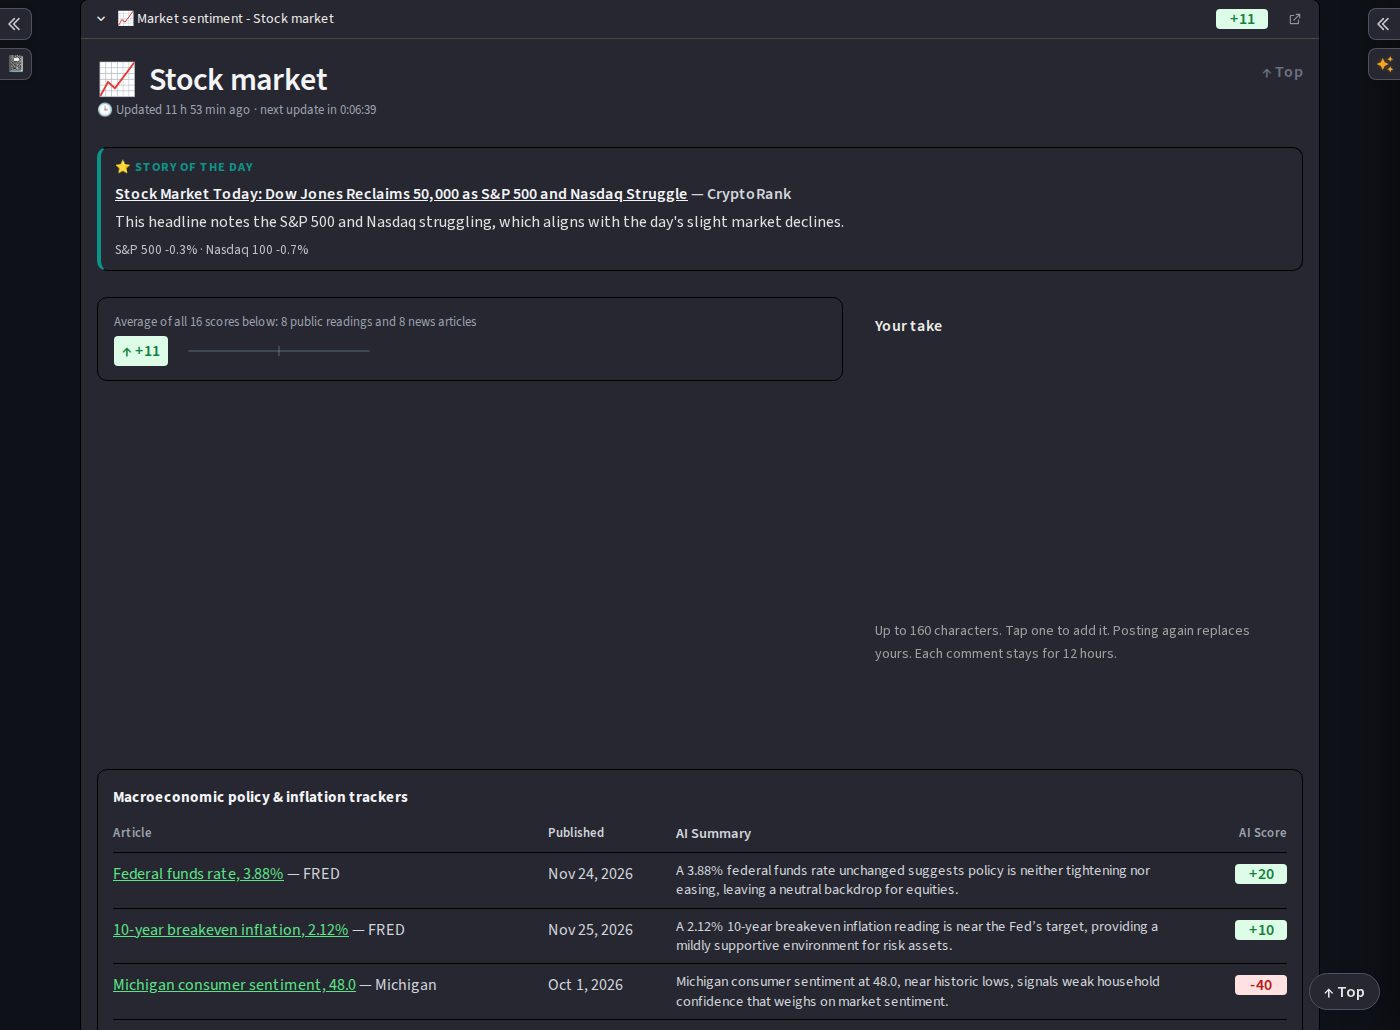 Market sentiment - Stock market
+11
Stock market
↑ Top
Updated 11 h 53 min ago · next update in 0:06:39
STORY OF THE DAY
Stock Market Today: Dow Jones Reclaims 50,000 as S&P 500 and Nasdaq Struggle — CryptoRank
This headline notes the S&P 500 and Nasdaq struggling, which aligns with the day's slight market declines.
S&P 500 -0.3% · Nasdaq 100 -0.7%
Average of all 16 scores below: 8 public readings and 8 news articles
↑ +11
Your take
Up to 160 characters. Tap one to add it. Posting again replaces
yours. Each comment stays for 12 hours.
Macroeconomic policy & inflation trackers
Article Published AI Summary AI Score
Federal funds rate, 3.88% — FRED Nov 24, 2026 A 3.88% federal funds rate unchanged suggests policy is neither tightening nor +20
easing, leaving a neutral backdrop for equities.
10-year breakeven inflation, 2.12% — FRED Nov 25, 2026 A 2.12% 10-year breakeven inflation reading is near the Fed's target, providing a +10
mildly supportive environment for risk assets.
Michigan consumer sentiment, 48.0 — Michigan Oct 1, 2026 Michigan consumer sentiment at 48.0, near historic lows, signals weak household -40
confidence that weighs on market sentiment.
↑ Top